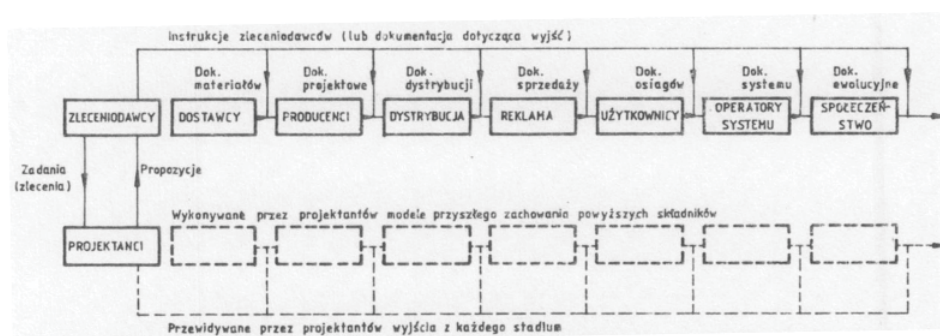 Instrukcje zleceniodawców (lub dokumentacja dotycząca wyjść)
Dok. materiałów
Dok. projektowe
Dok. dystrybucji
Dok. sprzedaży
Dok. osiągów
Dok. systemu
Dok. ewolucyjne
ZLECENIODAWCY
DOSTAWCY
PRODUCENCI
DYSTRYBUCJA
REKLAMA
UŻYTKOWNICY
OPERATORY
SYSTEMU
SPOŁECZEŃ-
STWO
Zadania
(zlecenia)
Propozycje
Wykonywane przez projektantów modele przyszłego zachowania powyższych składników
PROJEKTANCI
Przewidywane przez projektantów wyjścia z każdego stadium